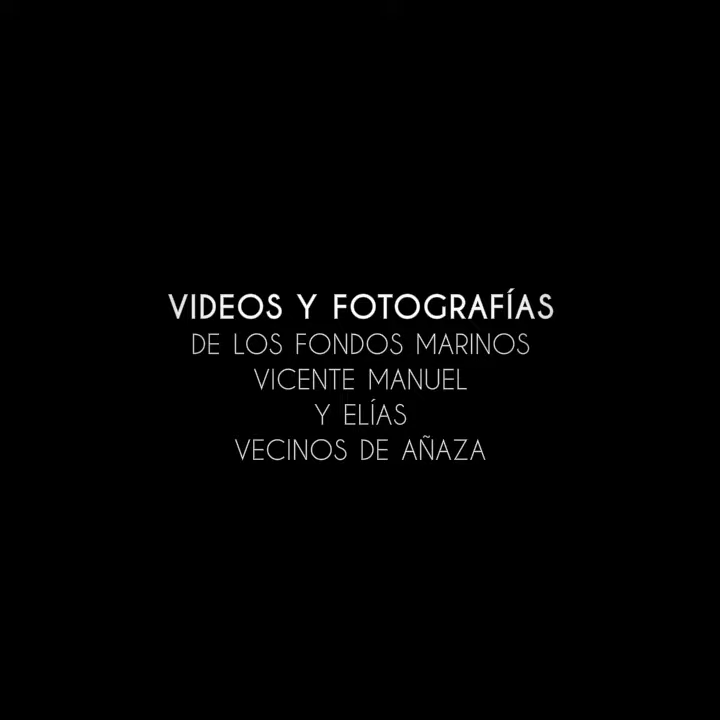 VIDEOS Y FOTOGRAFÍAS
DE LOS FONDOS MARINOS
VICENTE MANUEL
Y ELÍAS
VECINOS DE AÑAZA